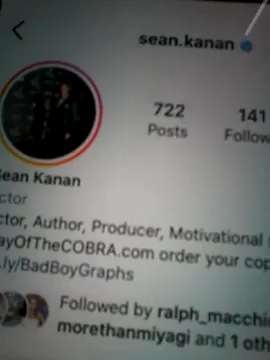 sean.kanan
722
141
Posts
Follow
ean Kanan
ctor
ctor, Author, Producer, Motivational
ayOfTheCOBRA.com order your cop
.ly/BadBoyGraphs
Followed by ralph_macchi
morethanmiyagi and 1 oth